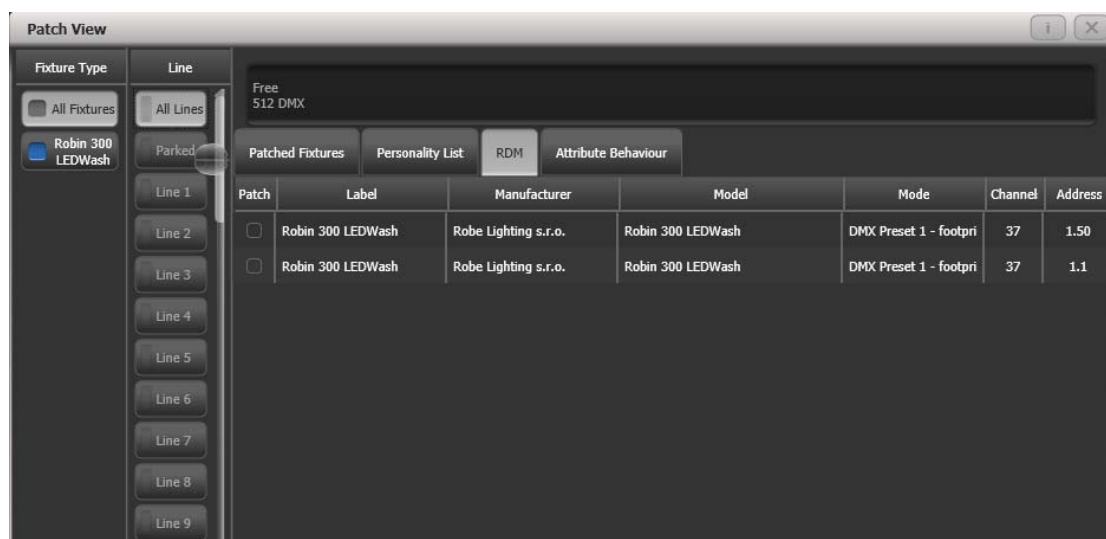 Patch View
i
X
Fixture Type
Line
All Fixtures
Robin 300
LEDWash
All Lines
Parked
Line 1
Line 2
Line 3
Line 4
Line 5
Line 6
Line 7
Line 8
Line 9
Free
512 DMX
Patched Fixtures
Personality List
RDM
Attribute Behaviour
Patch Label Manufacturer Model Mode Channel Address
Robin 300 LEDWash Robe Lighting s.r.o. Robin 300 LEDWash DMX Preset 1 - footpri 37 1.50
Robin 300 LEDWash Robe Lighting s.r.o. Robin 300 LEDWash DMX Preset 1 - footpri 37 1.1